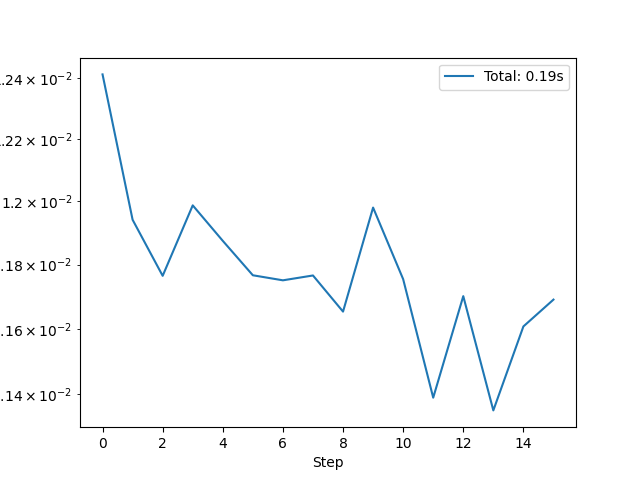 Total: 0.19s
.24 × 10⁻²
.22 × 10⁻²
1.2 × 10⁻²
.18 × 10⁻²
.16 × 10⁻²
.14 × 10⁻²
0 2 4 6 8 10 12 14
Step